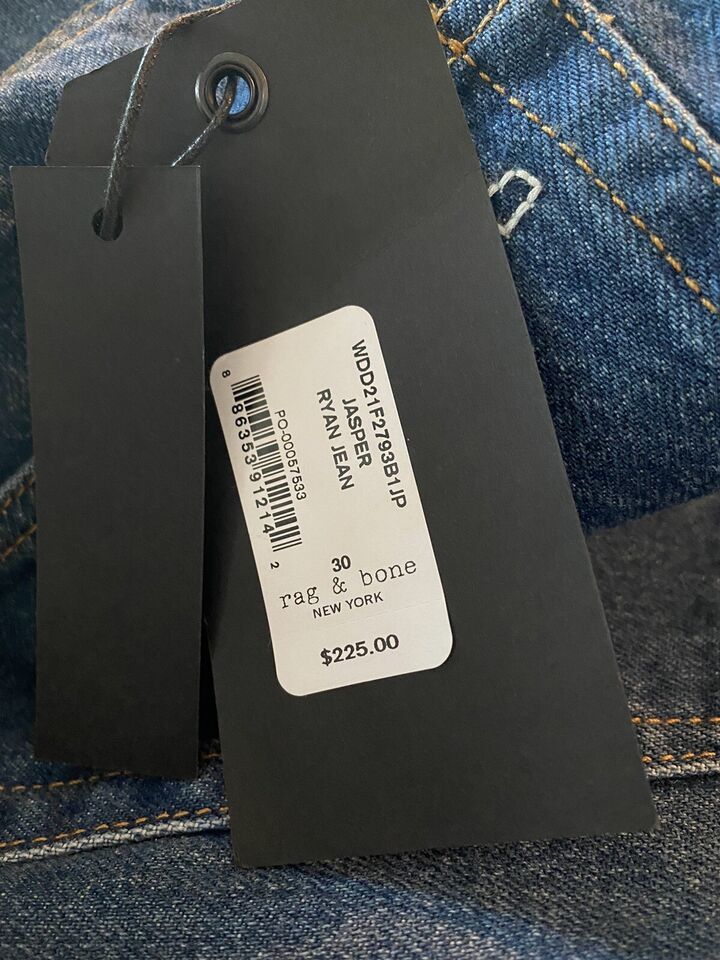 WDD21F2793B1JP
JASPER
RYAN JEAN
PO-00057533
8 86353 91214 2
30
rag & bone
NEW YORK
$225.00